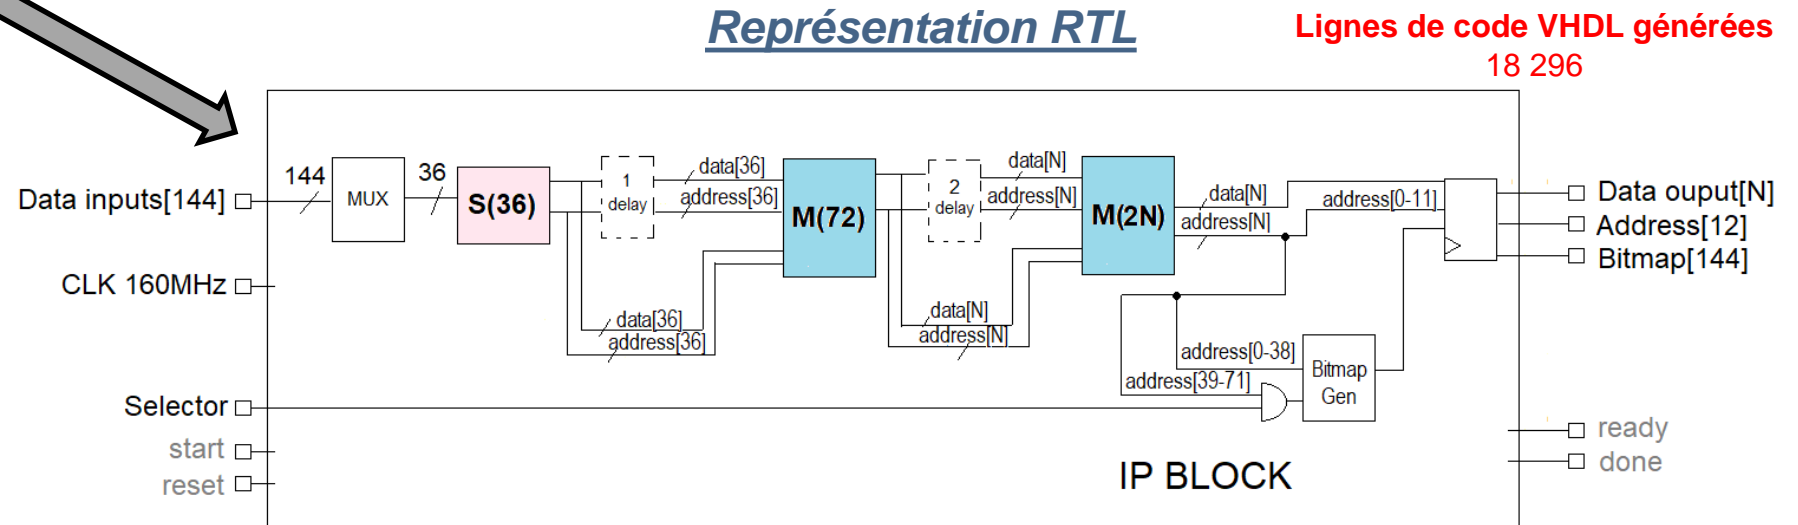 Représentation RTL
Lignes de code VHDL générées
18 296
Data inputs[144]
144
MUX
36
S(36)
1
delay
data[36]
address[36]
data[36]
address[36]
M(72)
2
delay
data[N]
address[N]
data[N]
address[N]
M(2N)
data[N]
address[N]
address[0-11]
Data ouput[N]
Address[12]
Bitmap[144]
CLK 160MHz
address[0-38]
address[39-71]
Bitmap
Gen
Selector
start
reset
ready
done
IP BLOCK